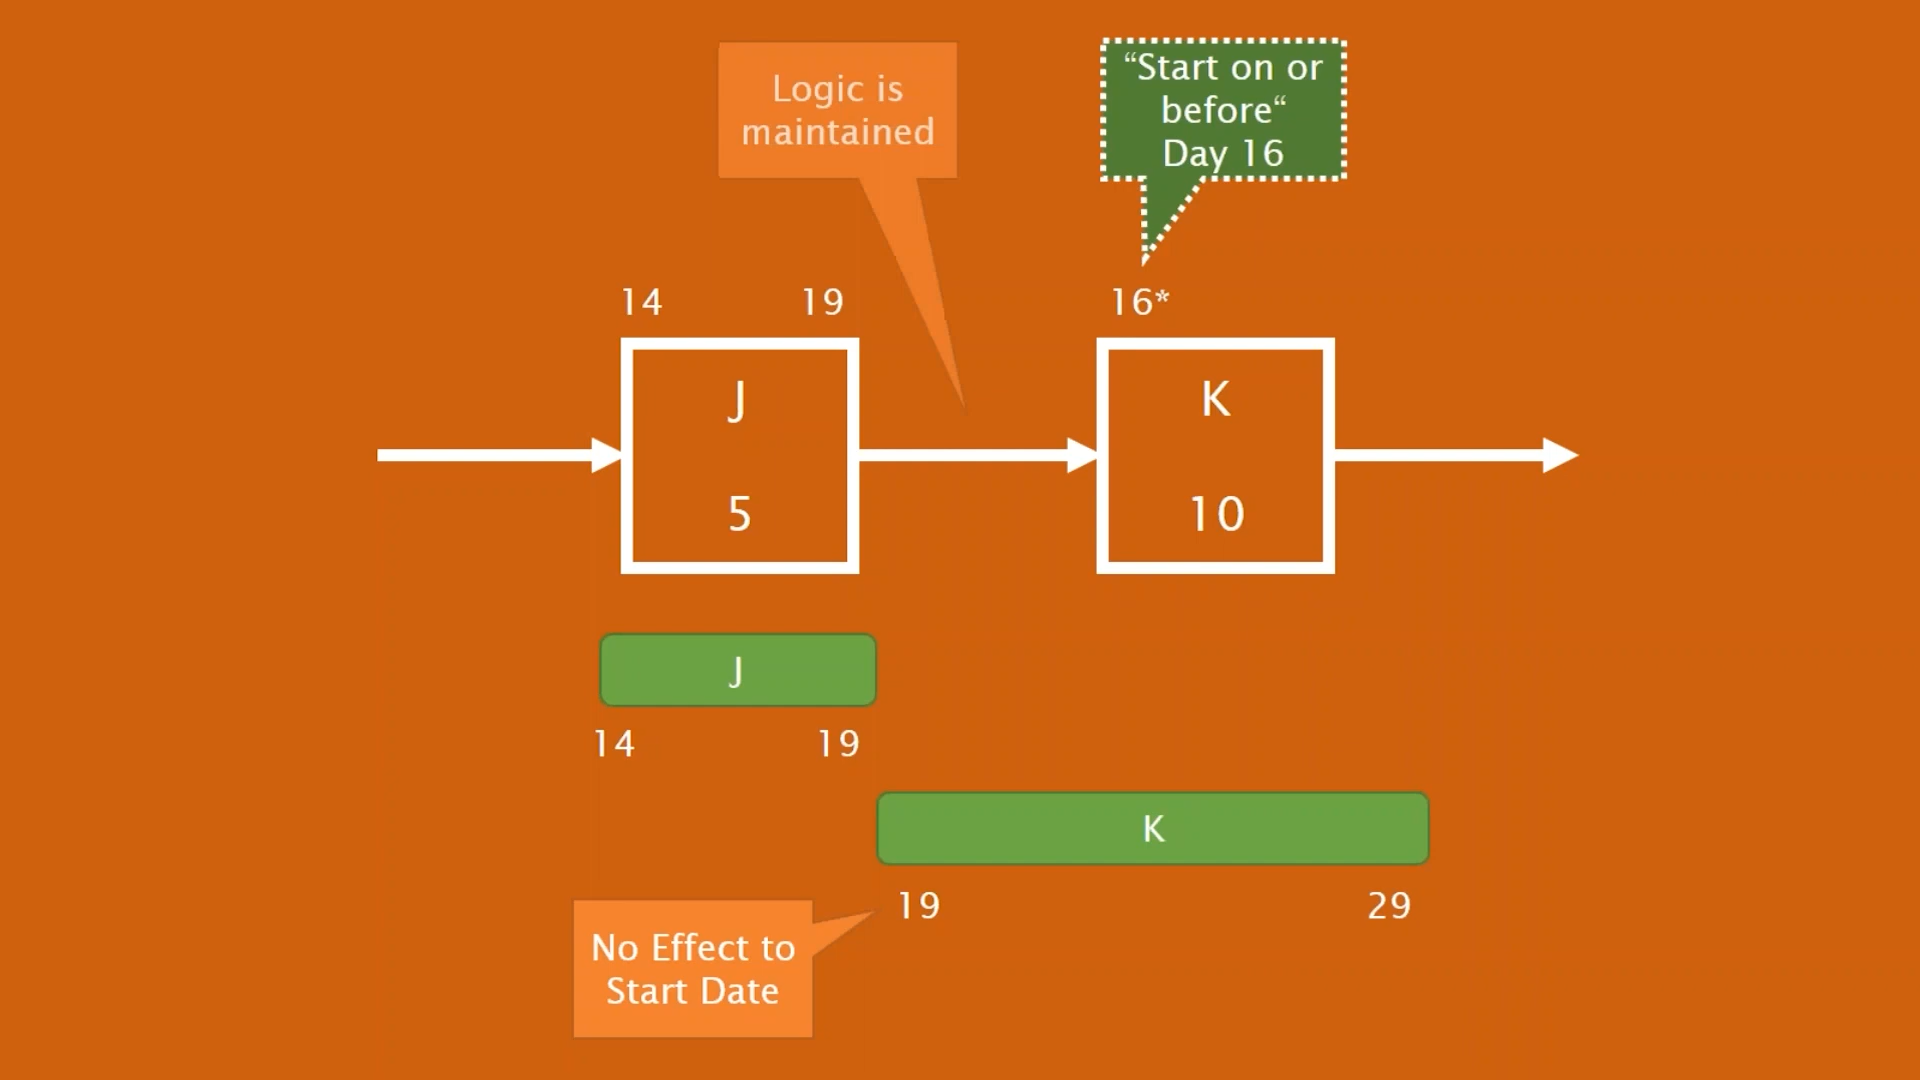 Logic is
maintained
“Start on or
before“
Day 16
14
19
16*
J
5
K
10
J
14
19
K
19
29
No Effect to
Start Date